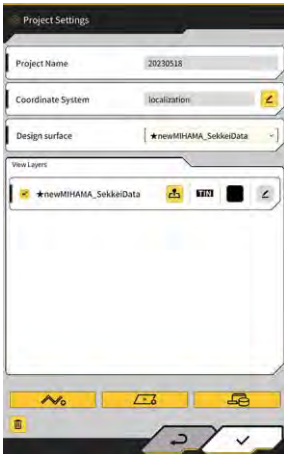 Project Settings
Project Name
20230518
Coordinate System
localization
Design surface
★newMIHAMA_SekkeiData
View Layers
★newMIHAMA_SekkeiData
TIN